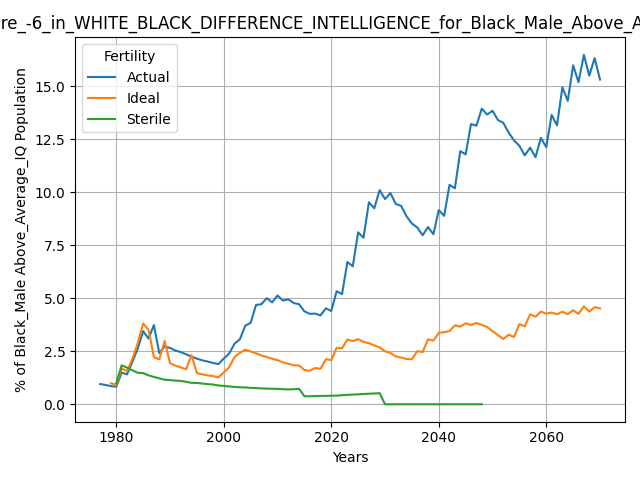 re_-6_in_WHITE_BLACK_DIFFERENCE_INTELLIGENCE_for_Black_Male_Above_A
Fertility
Actual
Ideal
Sterile
% of Black_Male Above_Average_IQ Population
15.0
12.5
10.0
7.5
5.0
2.5
0.0
1980 2000 2020 2040 2060
Years